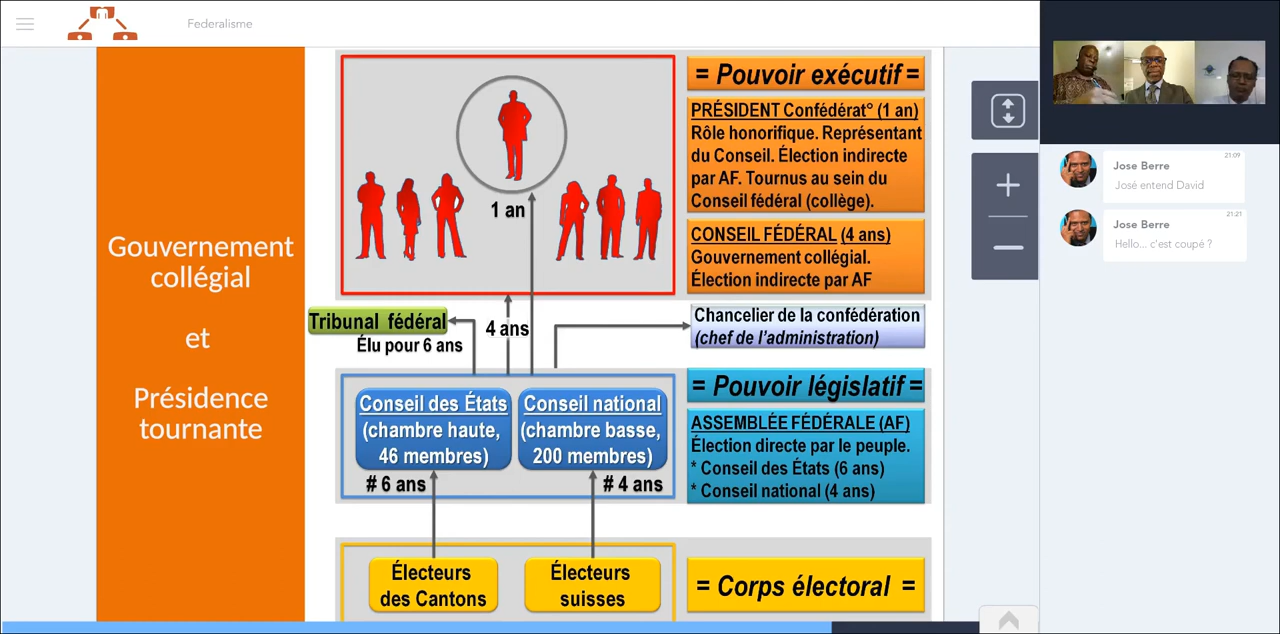 Federalisme
Gouvernement
collégial
et
Présidence
tournante
1 an
= Pouvoir exécutif =
PRÉSIDENT Confédérat° (1 an)
Rôle honorifique. Représentant
du Conseil. Élection indirecte
par AF. Tournus au sein du
Conseil fédéral (collège).
CONSEIL FÉDÉRAL (4 ans)
Gouvernement collégial.
Élection indirecte par AF
Tribunal fédéral
Élu pour 6 ans
4 ans
Chancelier de la confédération
(chef de l'administration)
Conseil des États
(chambre haute,
46 membres)
# 6 ans
Conseil national
(chambre basse,
200 membres)
# 4 ans
= Pouvoir législatif =
ASSEMBLÉE FÉDÉRALE (AF)
Élection directe par le peuple.
* Conseil des États (6 ans)
* Conseil national (4 ans)
Électeurs
des Cantons
Électeurs
suisses
= Corps électoral =
21:09
Jose Berre
José entend David
21:21
Jose Berre
Hello... c'est coupé ?